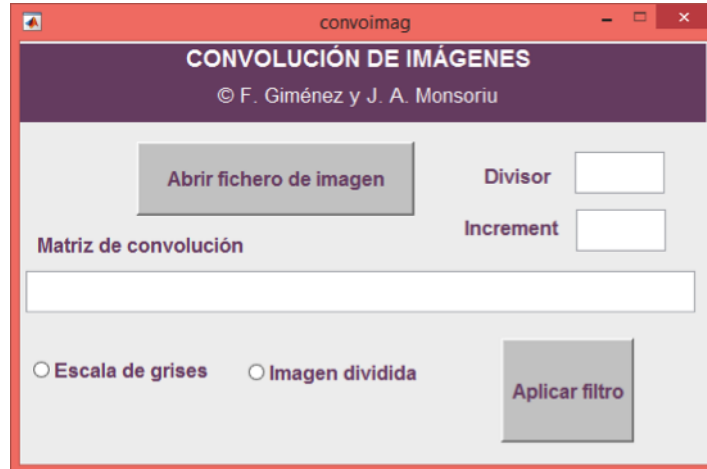 convoimag
CONVOLUCIÓN DE IMÁGENES
© F. Giménez y J. A. Monsoriu
Abrir fichero de imagen
Divisor
Increment
Matriz de convolución
Escala de grises
Imagen dividida
Aplicar filtro